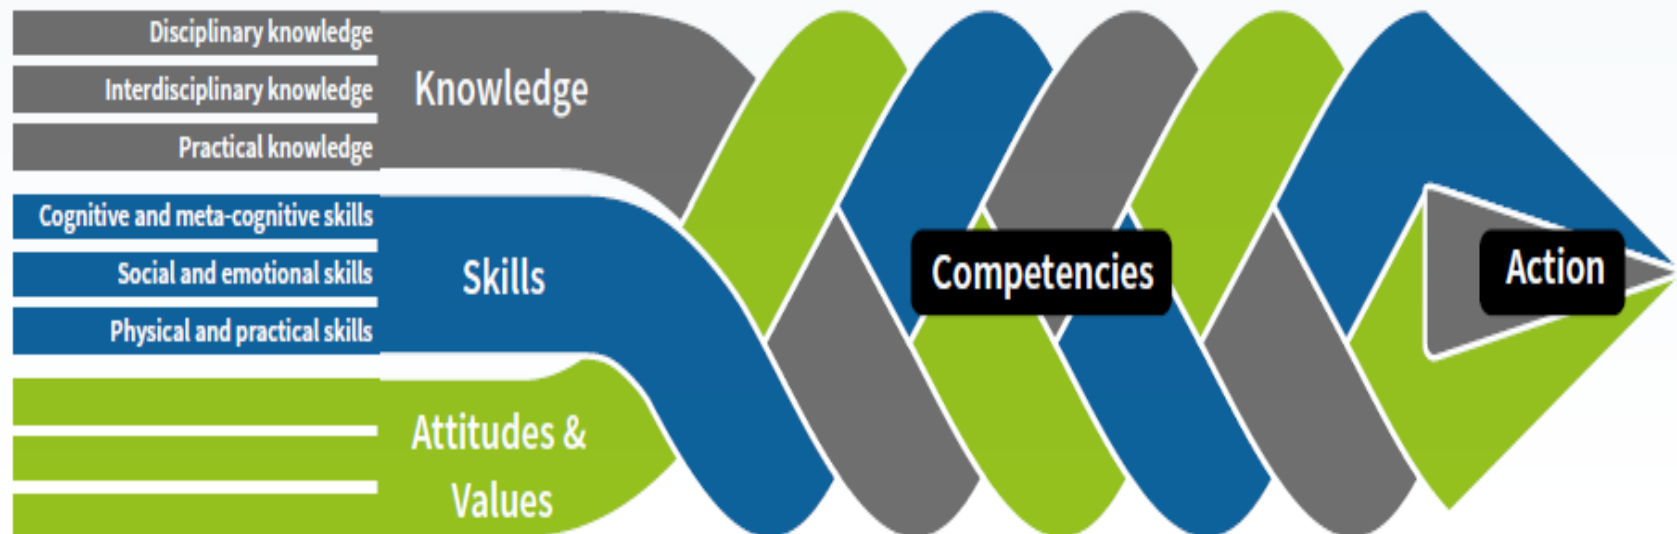 Disciplinary knowledge
Interdisciplinary knowledge
Practical knowledge
Knowledge
Cognitive and meta-cognitive skills
Social and emotional skills
Physical and practical skills
Skills
Attitudes &
Values
Competencies
Action